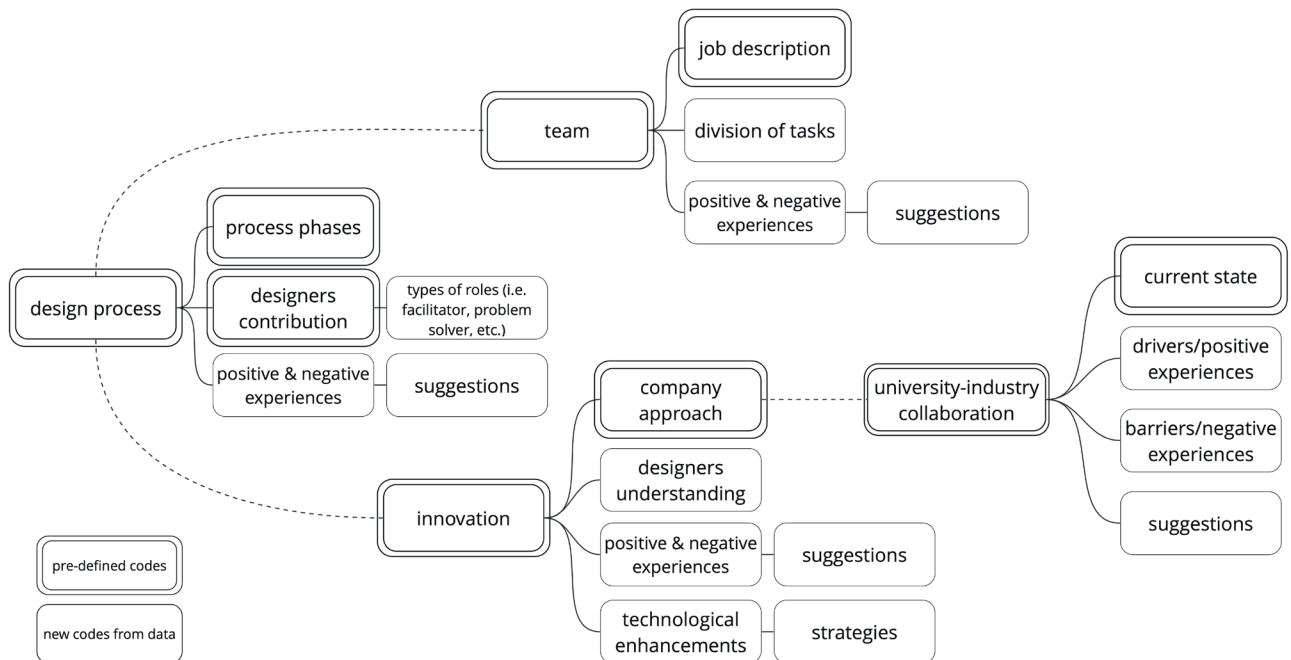 job description
team
division of tasks
positive & negative
experiences
suggestions
process phases
design process
designers
contribution
types of roles (i.e.
facilitator, problem
solver, etc.)
positive & negative
experiences
suggestions
company
approach
university-industry
collaboration
current state
drivers/positive
experiences
barriers/negative
experiences
suggestions
innovation
designers
understanding
positive & negative
experiences
suggestions
technological
enhancements
strategies
pre-defined codes
new codes from data